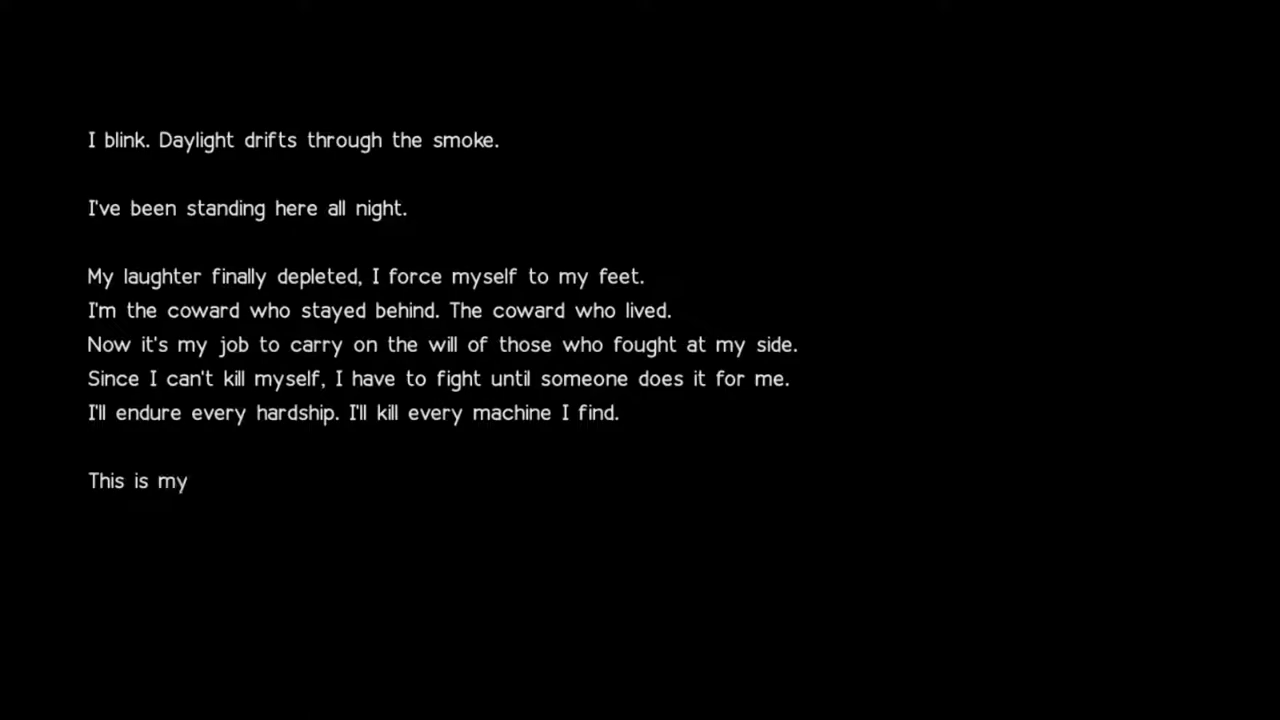 I blink. Daylight drifts through the smoke.
I've been standing here all night.
My laughter finally depleted, I force myself to my feet.
I'm the coward who stayed behind. The coward who lived.
Now it's my job to carry on the will of those who fought at my side.
Since I can't kill myself, I have to fight until someone does it for me.
I'll endure every hardship. I'll kill every machine I find.
This is my